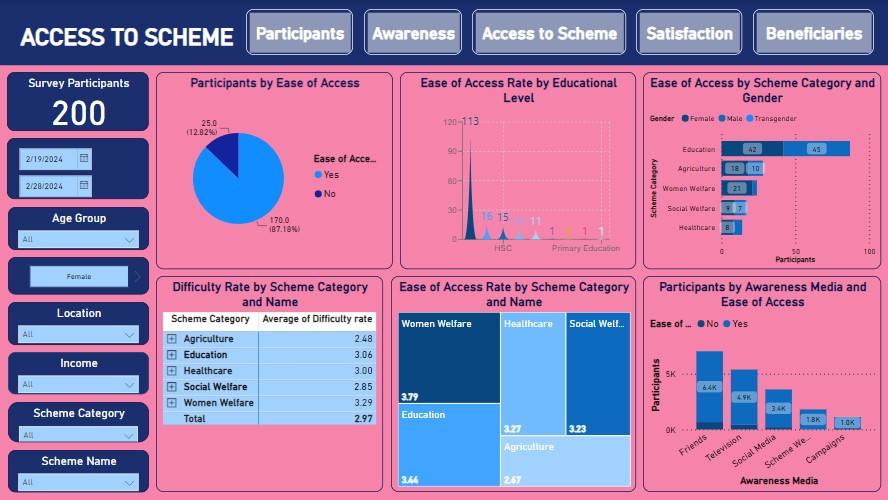 ACCESS TO SCHEME
Participants
Awareness
Access to Scheme
Satisfaction
Beneficiaries
Survey Participants
200
2/19/2024
2/28/2024
Age Group
All
Female
Location
All
Income
All
Scheme Category
All
Scheme Name
All
Participants by Ease of Access
25.0
(12.82%)
170.0
(87.18%)
Ease of Acce...
Yes
No
Ease of Access Rate by Educational
Level
120
90
60
30
0
113
16
15
11
11
1
1
1
HSC
Primary Education
Ease of Access by Scheme Category and
Gender
Gender Female Male Transgender
Scheme Category
Education 42 45
Agriculture 18 10
Women Welfare 21
Social Welfare 9 7
Healthcare 8
0 50 100
Participants
Difficulty Rate by Scheme Category
and Name
Scheme Category Average of Difficulty rate
Agriculture 2.48
Education 3.06
Healthcare 3.00
Social Welfare 2.85
Women Welfare 3.29
Total 2.97
Ease of Access Rate by Scheme Category
and Name
Women Welfare
3.79
Education
3.44
Healthcare
3.27
Social Welf...
3.23
Agriculture
2.67
Participants by Awareness Media and
Ease of Access
Ease of ... No Yes
Participants
5K
0K
6.4K
4.9K
3.4K
1.8K
1.0K
Friends
Television
Social Media
Scheme We...
Campaigns
Awareness Media